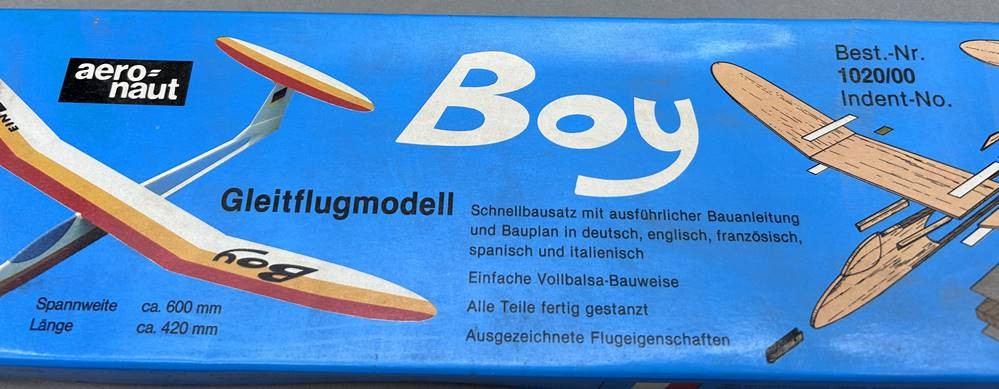 aero=
naut
Boy
Best.-Nr.
1020/00
Indent-No.
Gleitflugmodell
Schnellbausatz mit ausführlicher Bauanleitung
und Bauplan in deutsch, englisch, französisch,
spanisch und italienisch
Einfache Vollbalsa-Bauweise
Alle Teile fertig gestanzt
Ausgezeichnete Flugeigenschaften
Boy
Spannweite ca. 600 mm
Länge ca. 420 mm